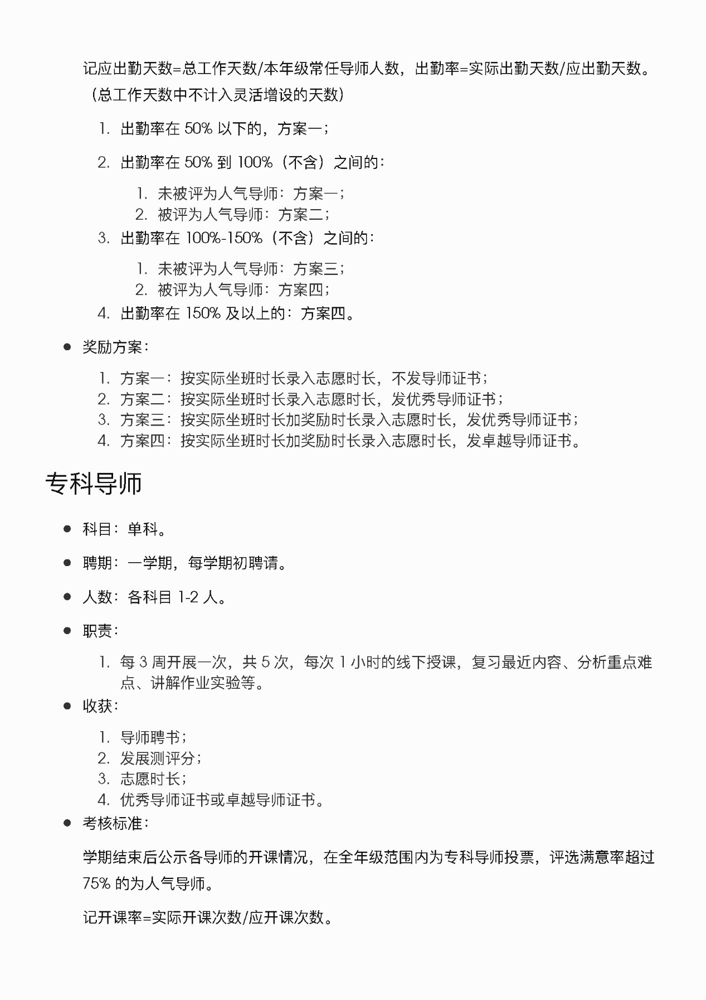 记应出勤天数=总工作天数/本年级常任导师人数，出勤率=实际出勤天数/应出勤天数。
（总工作天数中不计入灵活增设的天数）
1. 出勤率在 50% 以下的，方案一；
2. 出勤率在 50% 到 100%（不含）之间的：
1. 未被评为人气导师：方案一；
2. 被评为人气导师：方案二；
3. 出勤率在 100%-150%（不含）之间的：
1. 未被评为人气导师：方案三；
2. 被评为人气导师：方案四；
4. 出勤率在 150% 及以上的：方案四。
● 奖励方案：
1. 方案一：按实际坐班时长录入志愿时长，不发导师证书；
2. 方案二：按实际坐班时长录入志愿时长，发优秀导师证书；
3. 方案三：按实际坐班时长加奖励时长录入志愿时长，发优秀导师证书；
4. 方案四：按实际坐班时长加奖励时长录入志愿时长，发卓越导师证书。
专科导师
● 科目：单科。
● 聘期：一学期，每学期初聘请。
● 人数：各科目 1-2 人。
● 职责：
1. 每 3 周开展一次，共 5 次，每次 1 小时的线下授课，复习最近内容、分析重点难
点、讲解作业实验等。
● 收获：
1. 导师聘书；
2. 发展测评分；
3. 志愿时长；
4. 优秀导师证书或卓越导师证书。
● 考核标准：
学期结束后公示各导师的开课情况，在全年级范围内为专科导师投票，评选满意率超过
75% 的为人气导师。
记开课率=实际开课次数/应开课次数。